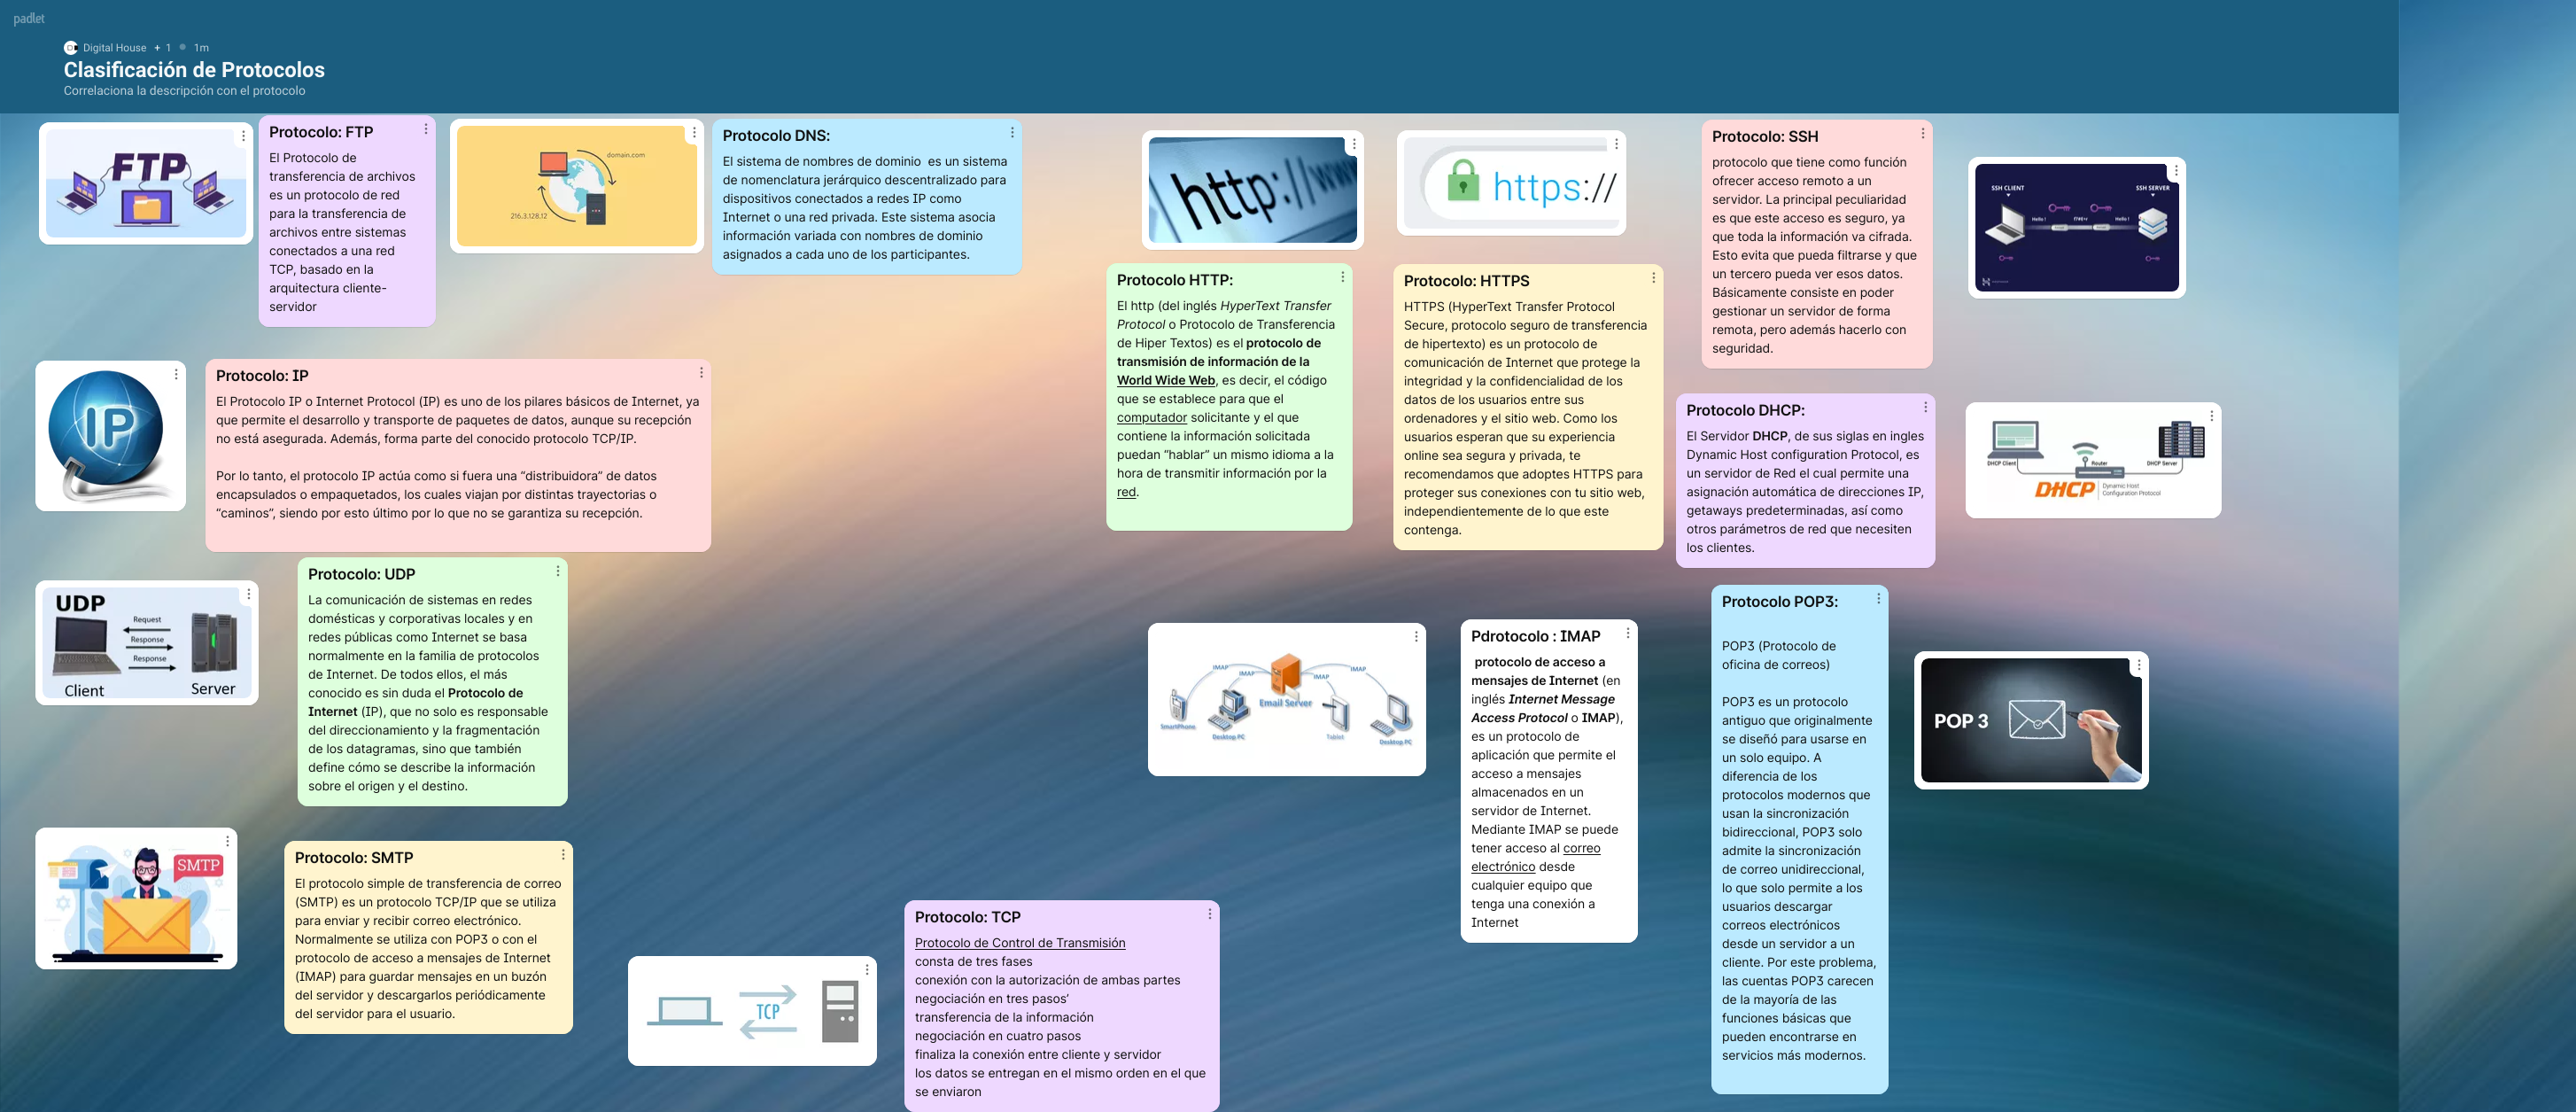 padlet
Digital House + 1 1m
Clasificación de Protocolos
Correlaciona la descripción con el protocolo
FTP
Protocolo: FTP
El Protocolo de
transferencia de archivos
es un protocolo de red
para la transferencia de
archivos entre sistemas
conectados a una red
TCP, basado en la
arquitectura cliente-
servidor
domain.com
216.3.128.12
Protocolo DNS:
El sistema de nombres de dominio  es un sistema
de nomenclatura jerárquico descentralizado para
dispositivos conectados a redes IP como
Internet o una red privada. Este sistema asocia
información variada con nombres de dominio
asignados a cada uno de los participantes.
http://www
https://
Protocolo: SSH
protocolo que tiene como función
ofrecer acceso remoto a un
servidor. La principal peculiaridad
es que este acceso es seguro, ya
que toda la información va cifrada.
Esto evita que pueda filtrarse y que
un tercero pueda ver esos datos.
Básicamente consiste en poder
gestionar un servidor de forma
remota, pero además hacerlo con
seguridad.
SSH CLIENT
SSH SERVER
Hello !
Hello !
Protocolo HTTP:
El http (del inglés HyperText Transfer
Protocol o Protocolo de Transferencia
de Hiper Textos) es el protocolo de
transmisión de información de la
World Wide Web, es decir, el código
que se establece para que el
computador solicitante y el que
contiene la información solicitada
puedan “hablar” un mismo idioma a la
hora de transmitir información por la
red.
Protocolo: HTTPS
HTTPS (HyperText Transfer Protocol
Secure, protocolo seguro de transferencia
de hipertexto) es un protocolo de
comunicación de Internet que protege la
integridad y la confidencialidad de los
datos de los usuarios entre sus
ordenadores y el sitio web. Como los
usuarios esperan que su experiencia
online sea segura y privada, te
recomendamos que adoptes HTTPS para
proteger sus conexiones con tu sitio web,
independientemente de lo que este
contenga.
IP
Protocolo: IP
El Protocolo IP o Internet Protocol (IP) es uno de los pilares básicos de Internet, ya
que permite el desarrollo y transporte de paquetes de datos, aunque su recepción
no está asegurada. Además, forma parte del conocido protocolo TCP/IP.
Por lo tanto, el protocolo IP actúa como si fuera una “distribuidora” de datos
encapsulados o empaquetados, los cuales viajan por distintas trayectorias o
“caminos”, siendo por esto último por lo que no se garantiza su recepción.
Protocolo DHCP:
El Servidor DHCP, de sus siglas en ingles
Dynamic Host configuration Protocol, es
un servidor de Red el cual permite una
asignación automática de direcciones IP,
getaways predeterminadas, así como
otros parámetros de red que necesiten
los clientes.
DHCP Client
Router
DHCP Server
DHCP
Dynamic Host
Configuration Protocol
UDP
Request
Response
Response
Client
Server
Protocolo: UDP
La comunicación de sistemas en redes
domésticas y corporativas locales y en
redes públicas como Internet se basa
normalmente en la familia de protocolos
de Internet. De todos ellos, el más
conocido es sin duda el Protocolo de
Internet (IP), que no solo es responsable
del direccionamiento y la fragmentación
de los datagramas, sino que también
define cómo se describe la información
sobre el origen y el destino.
IMAP
IMAP
IMAP
IMAP
Email Server
SmartPhone
Desktop PC
Tablet
Desktop PC
Pdrotocolo : IMAP
protocolo de acceso a
mensajes de Internet (en
inglés Internet Message
Access Protocol o IMAP),
es un protocolo de
aplicación que permite el
acceso a mensajes
almacenados en un
servidor de Internet.
Mediante IMAP se puede
tener acceso al correo
electrónico desde
cualquier equipo que
tenga una conexión a
Internet
Protocolo POP3:
POP3 (Protocolo de
oficina de correos)
POP3 es un protocolo
antiguo que originalmente
se diseñó para usarse en
un solo equipo. A
diferencia de los
protocolos modernos que
usan la sincronización
bidireccional, POP3 solo
admite la sincronización
de correo unidireccional,
lo que solo permite a los
usuarios descargar
correos electrónicos
desde un servidor a un
cliente. Por este problema,
las cuentas POP3 carecen
de la mayoría de las
funciones básicas que
pueden encontrarse en
servicios más modernos.
POP 3
SMTP
Protocolo: SMTP
El protocolo simple de transferencia de correo
(SMTP) es un protocolo TCP/IP que se utiliza
para enviar y recibir correo electrónico.
Normalmente se utiliza con POP3 o con el
protocolo de acceso a mensajes de Internet
(IMAP) para guardar mensajes en un buzón
del servidor y descargarlos periódicamente
del servidor para el usuario.
TCP
Protocolo: TCP
Protocolo de Control de Transmisión
consta de tres fases
conexión con la autorización de ambas partes
negociación en tres pasos’
transferencia de la información
negociación en cuatro pasos
finaliza la conexión entre cliente y servidor
los datos se entregan en el mismo orden en el que
se enviaron